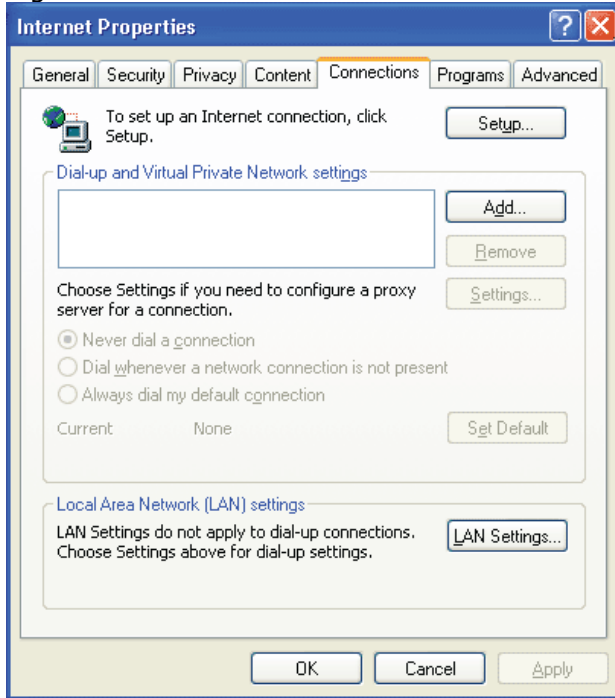 Internet Properties
General Security Privacy Content Connections Programs Advanced
To set up an Internet connection, click
Setup.
Setup...
Dial-up and Virtual Private Network settings
Add...
Remove
Choose Settings if you need to configure a proxy
server for a connection.
Settings...
Never dial a connection
Dial whenever a network connection is not present
Always dial my default connection
Current None
Set Default
Local Area Network (LAN) settings
LAN Settings do not apply to dial-up connections.
Choose Settings above for dial-up settings.
LAN Settings...
OK Cancel Apply